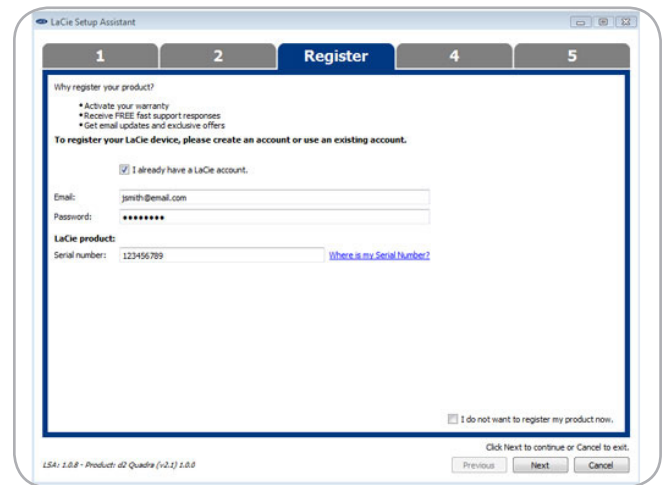 LaCie Setup Assistant
1 2 Register 4 5
Why register your product?
• Activate your warranty
• Receive FREE fast support responses
• Get email updates and exclusive offers
To register your LaCie device, please create an account or use an existing account.
I already have a LaCie account.
Email: jsmith@email.com
Password: ●●●●●●●●
LaCie product:
Serial number: 123456789 Where is my Serial Number?
I do not want to register my product now.
Click Next to continue or Cancel to exit.
LSA: 1.0.8 - Product: d2 Quadra (v2.1) 1.0.0 Previous Next Cancel